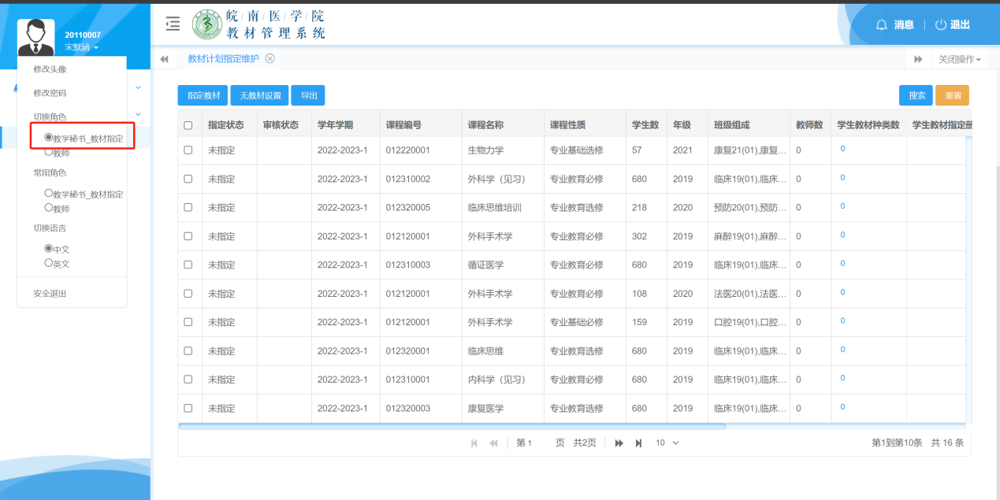 20110007
宋默涵
皖南医学院
教材管理系统
消息
退出
修改头像
修改密码
切换角色
教学秘书_教材指定
教师
常用角色
教学秘书_教材指定
教师
切换语言
中文
英文
安全退出
教材计划指定维护
关闭操作
指定教材 无教材设置 导出 搜索 重置
指定状态 审核状态 学年学期 课程编号 课程名称 课程性质 学生数 年级 班级组成 教师数 学生教材种类数 学生教材指定册
未指定 2022-2023-1 012220001 生物力学 专业基础选修 57 2021 康复21(01),康复... 0 0
未指定 2022-2023-1 012310002 外科学（见习） 专业教育必修 680 2019 临床19(01),临床... 0 0
未指定 2022-2023-1 012320005 临床思维培训 专业教育选修 218 2020 预防20(01),预防... 0 0
未指定 2022-2023-1 012120001 外科手术学 专业教育必修 302 2019 麻醉19(01),麻醉... 0 0
未指定 2022-2023-1 012310003 循证医学 专业教育必修 680 2019 临床19(01),临床... 0 0
未指定 2022-2023-1 012120001 外科手术学 专业教育必修 108 2020 法医20(01),法医... 0 0
未指定 2022-2023-1 012120001 外科手术学 专业基础必修 159 2019 口腔19(01),口腔... 0 0
未指定 2022-2023-1 012320001 临床思维 专业教育选修 680 2019 临床19(01),临床... 0 0
未指定 2022-2023-1 012310001 内科学（见习） 专业教育必修 680 2019 临床19(01),临床... 0 0
未指定 2022-2023-1 012320003 康复医学 专业教育选修 680 2019 临床19(01),临床... 0 0
第 1 页 共2页 10 第1到第10条 共 16 条